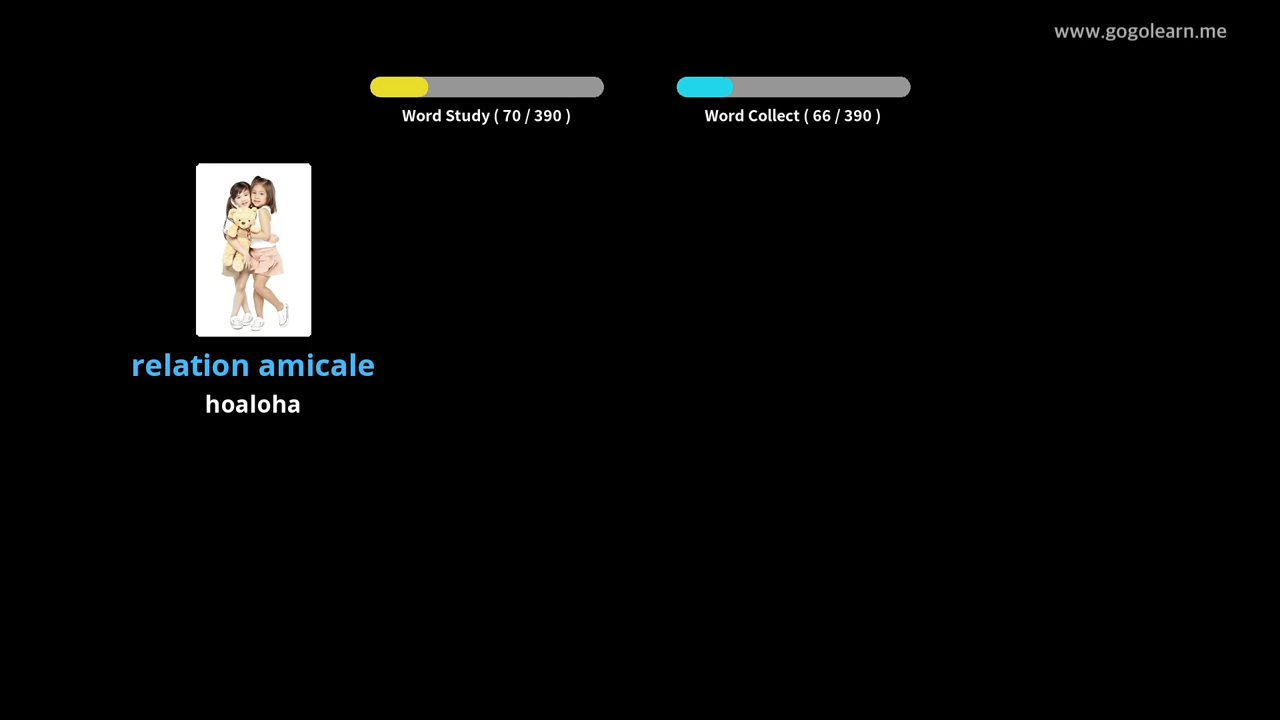 www.gogolearn.me
Word Study ( 70 / 390 )
Word Collect ( 66 / 390 )
relation amicale
hoaloha